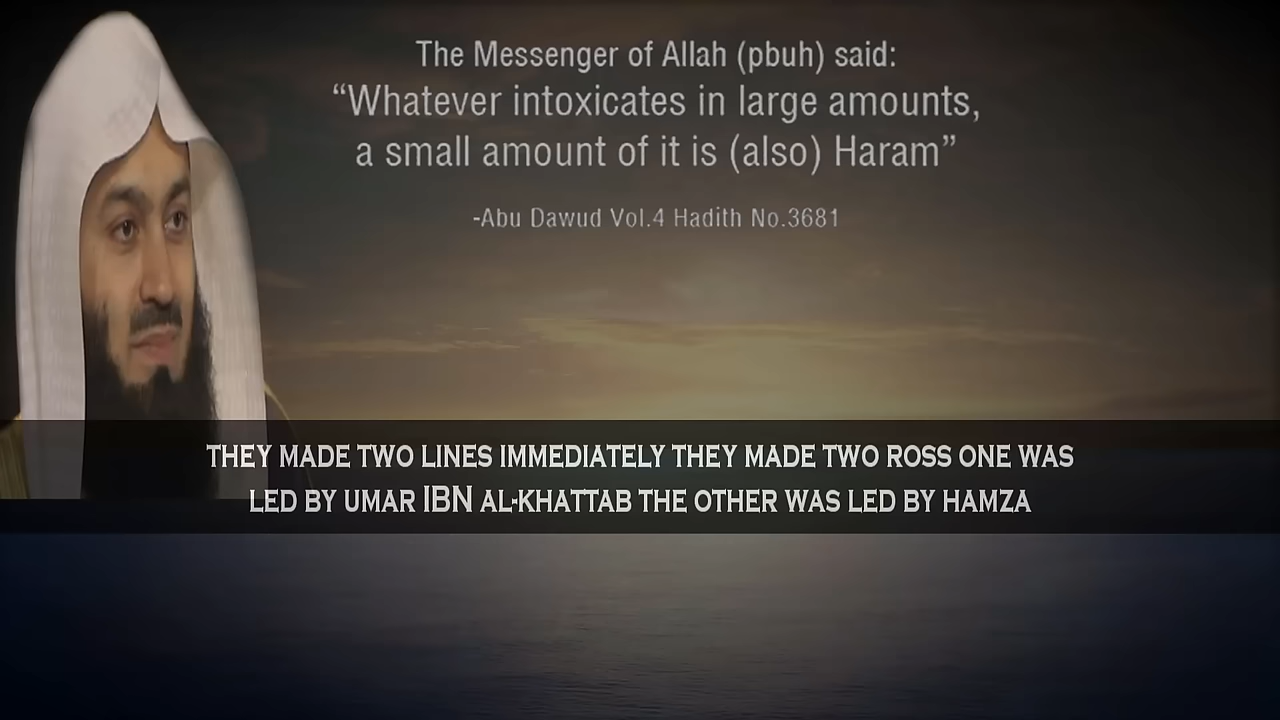 The Messenger of Allah (pbuh) said:
“Whatever intoxicates in large amounts,
a small amount of it is (also) Haram”
-Abu Dawud Vol.4 Hadith No.3681
THEY MADE TWO LINES IMMEDIATELY THEY MADE TWO ROSS ONE WAS
LED BY UMAR IBN AL-KHATTAB THE OTHER WAS LED BY HAMZA